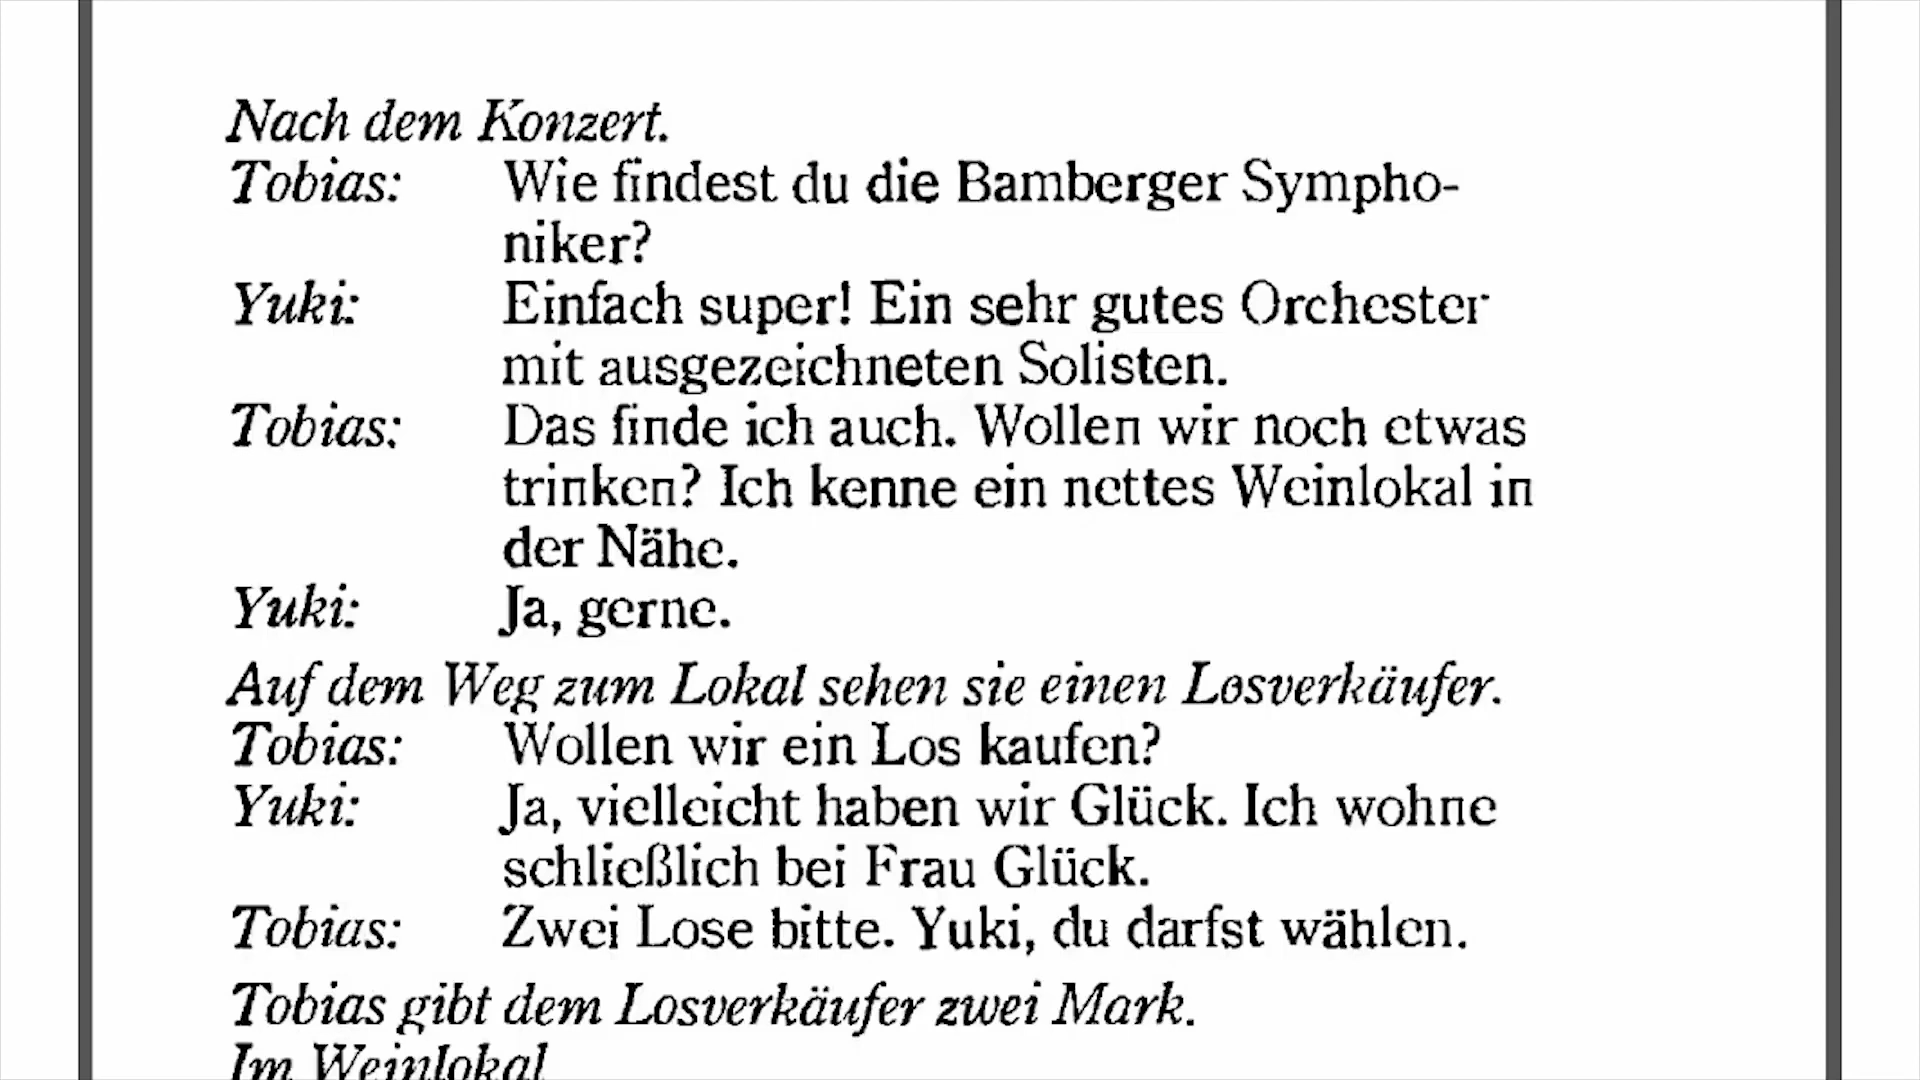 Nach dem Konzert.
Tobias: Wie findest du die Bamberger Sympho-
niker?
Yuki: Einfach super! Ein sehr gutes Orchester
mit ausgezeichneten Solisten.
Tobias: Das finde ich auch. Wollen wir noch etwas
trinken? Ich kenne ein nettes Weinlokal in
der Nähe.
Yuki: Ja, gerne.
Auf dem Weg zum Lokal sehen sie einen Losverkäufer.
Tobias: Wollen wir ein Los kaufen?
Yuki: Ja, vielleicht haben wir Glück. Ich wohne
schließlich bei Frau Glück.
Tobias: Zwei Lose bitte. Yuki, du darfst wählen.
Tobias gibt dem Losverkäufer zwei Mark.
Im Weinlokal